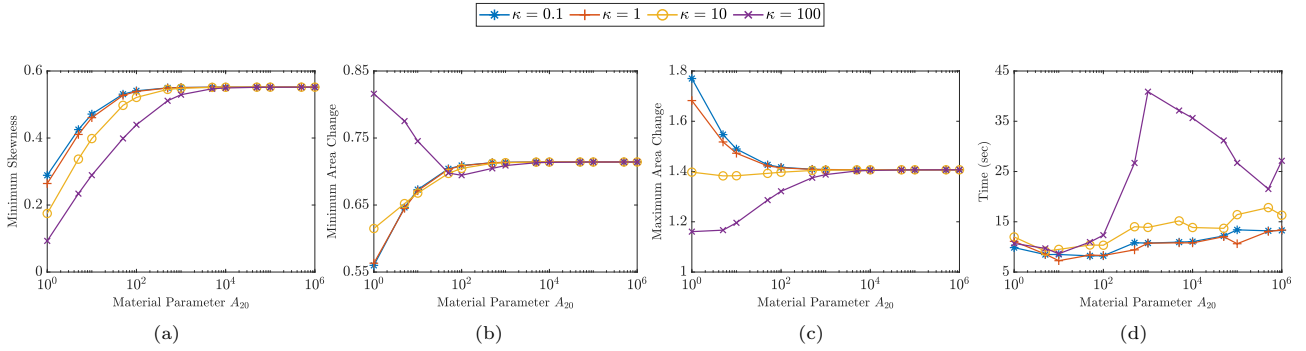 κ = 0.1 κ = 1 κ = 10 κ = 100
Minimum Skewness
0.6
0.4
0.2
0
10^0 10^2 10^4 10^6
Material Parameter A_20
(a)
Minimum Area Change
0.85
0.75
0.65
0.55
10^0 10^2 10^4 10^6
Material Parameter A_20
(b)
Maximum Area Change
1.8
1.6
1.4
1.2
1
10^0 10^2 10^4 10^6
Material Parameter A_20
(c)
Time (sec)
45
35
25
15
5
10^0 10^2 10^4 10^6
Material Parameter A_20
(d)